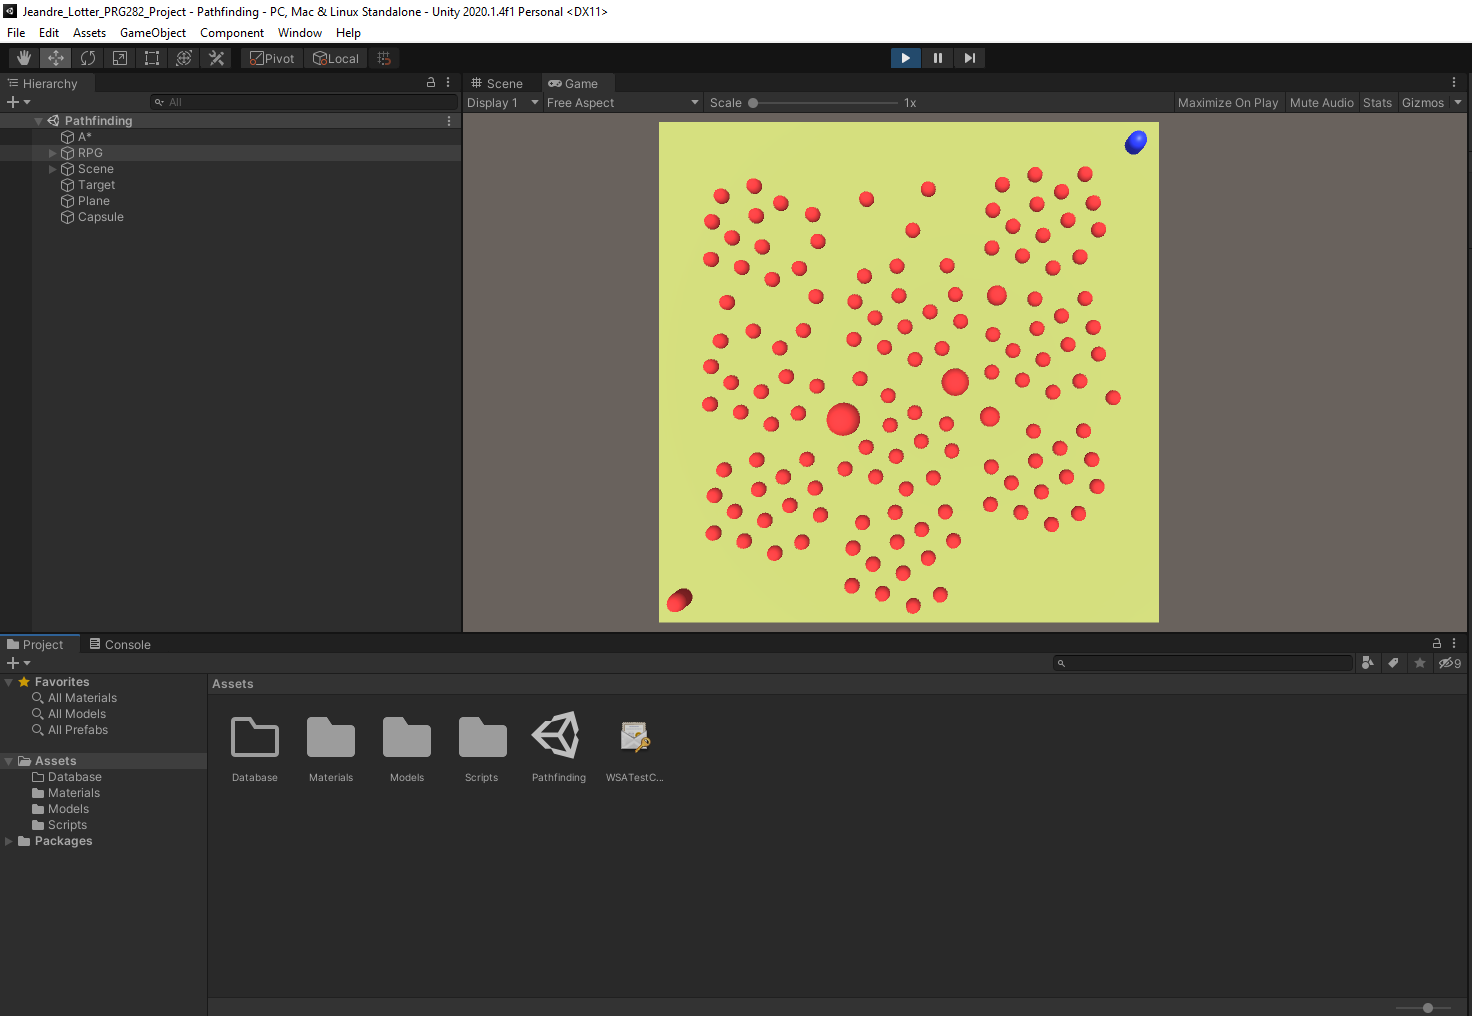 Jeandre_Lotter_PRG282_Project - Pathfinding - PC, Mac & Linux Standalone - Unity 2020.1.4f1 Personal <DX11>
File Edit Assets GameObject Component Window Help
Pivot Local
Hierarchy
All
Pathfinding
A*
RPG
Scene
Target
Plane
Capsule
Scene Game
Display 1 Free Aspect Scale 1x Maximize On Play Mute Audio Stats Gizmos
Project Console
9
Favorites
All Materials
All Models
All Prefabs
Assets
Database
Materials
Models
Scripts
Packages
Assets
Database Materials Models Scripts Pathfinding WSATestC...